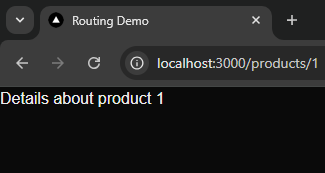 Routing Demo
localhost:3000/products/1
Details about product 1